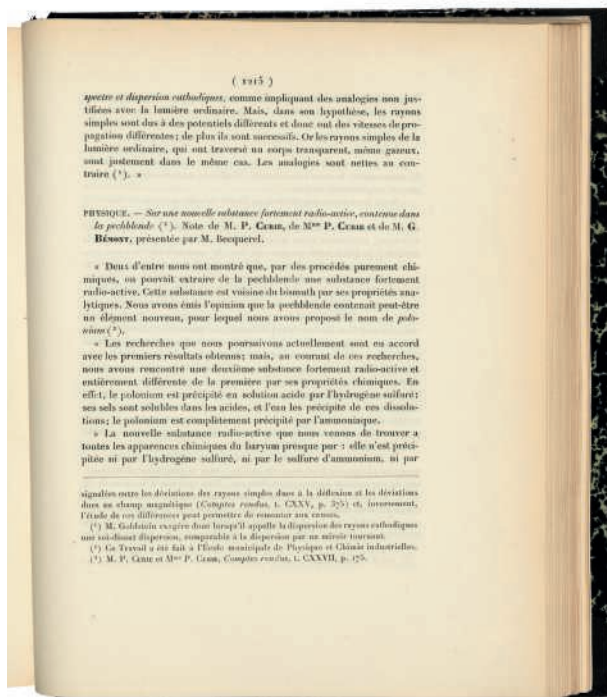 ( 1215 )
spectre et dispersion cathodiques, comme impliquant des analogies non jus-
tifiées avec la lumière ordinaire. Mais, dans son hypothèse, les rayons
simples sont dus à des potentiels différents et donc ont des vitesses de pro-
pagation différentes; de plus ils sont successifs. Or les rayons simples de la
lumière ordinaire, qui ont traversé un corps transparent, même gazeux,
sont justement dans le même cas. Les analogies sont nettes au con-
traire (¹). »
PHYSIQUE. — Sur une nouvelle substance fortement radio-active, contenue dans
la pechblende (²). Note de M. P. Curie, de Mᵐᵉ P. Curie et de M. G.
Bémont, présentée par M. Becquerel.
« Deux d'entre nous ont montré que, par des procédés purement chi-
miques, on pouvait extraire de la pechblende une substance fortement
radio-active. Cette substance est voisine du bismuth par ses propriétés ana-
lytiques. Nous avons émis l'opinion que la pechblende contenait peut-être
un élément nouveau, pour lequel nous avons proposé le nom de polo-
nium (³).
» Les recherches que nous poursuivons actuellement sont en accord
avec les premiers résultats obtenus; mais, au courant de ces recherches,
nous avons rencontré une deuxième substance fortement radio-active et
entièrement différente de la première par ses propriétés chimiques. En
effet, le polonium est précipité en solution acide par l'hydrogène sulfuré;
ses sels sont solubles dans les acides, et l'eau les précipite de ces dissolu-
tions; le polonium est complètement précipité par l'ammoniaque.
» La nouvelle substance radio-active que nous venons de trouver a
toutes les apparences chimiques du baryum presque pur : elle n'est préci-
pitée ni par l'hydrogène sulfuré, ni par le sulfure d'ammonium, ni par
signalées entre les déviations des rayons simples dues à la déflexion et les déviations
dues au champ magnétique (Comptes rendus, t. CXXV, p. 375) et, inversement,
l'étude de ces différences peut permettre de remonter aux causes.
(¹) M. Goldstein exagère donc lorsqu'il appelle la dispersion des rayons cathodiques
une soi-disant dispersion, comparable à la dispersion par un miroir tournant.
(²) Ce Travail a été fait à l'École municipale de Physique et Chimie industrielles.
(³) M. P. Curie et Mᵐᵉ P. Curie, Comptes rendus, t. CXXVII, p. 175.